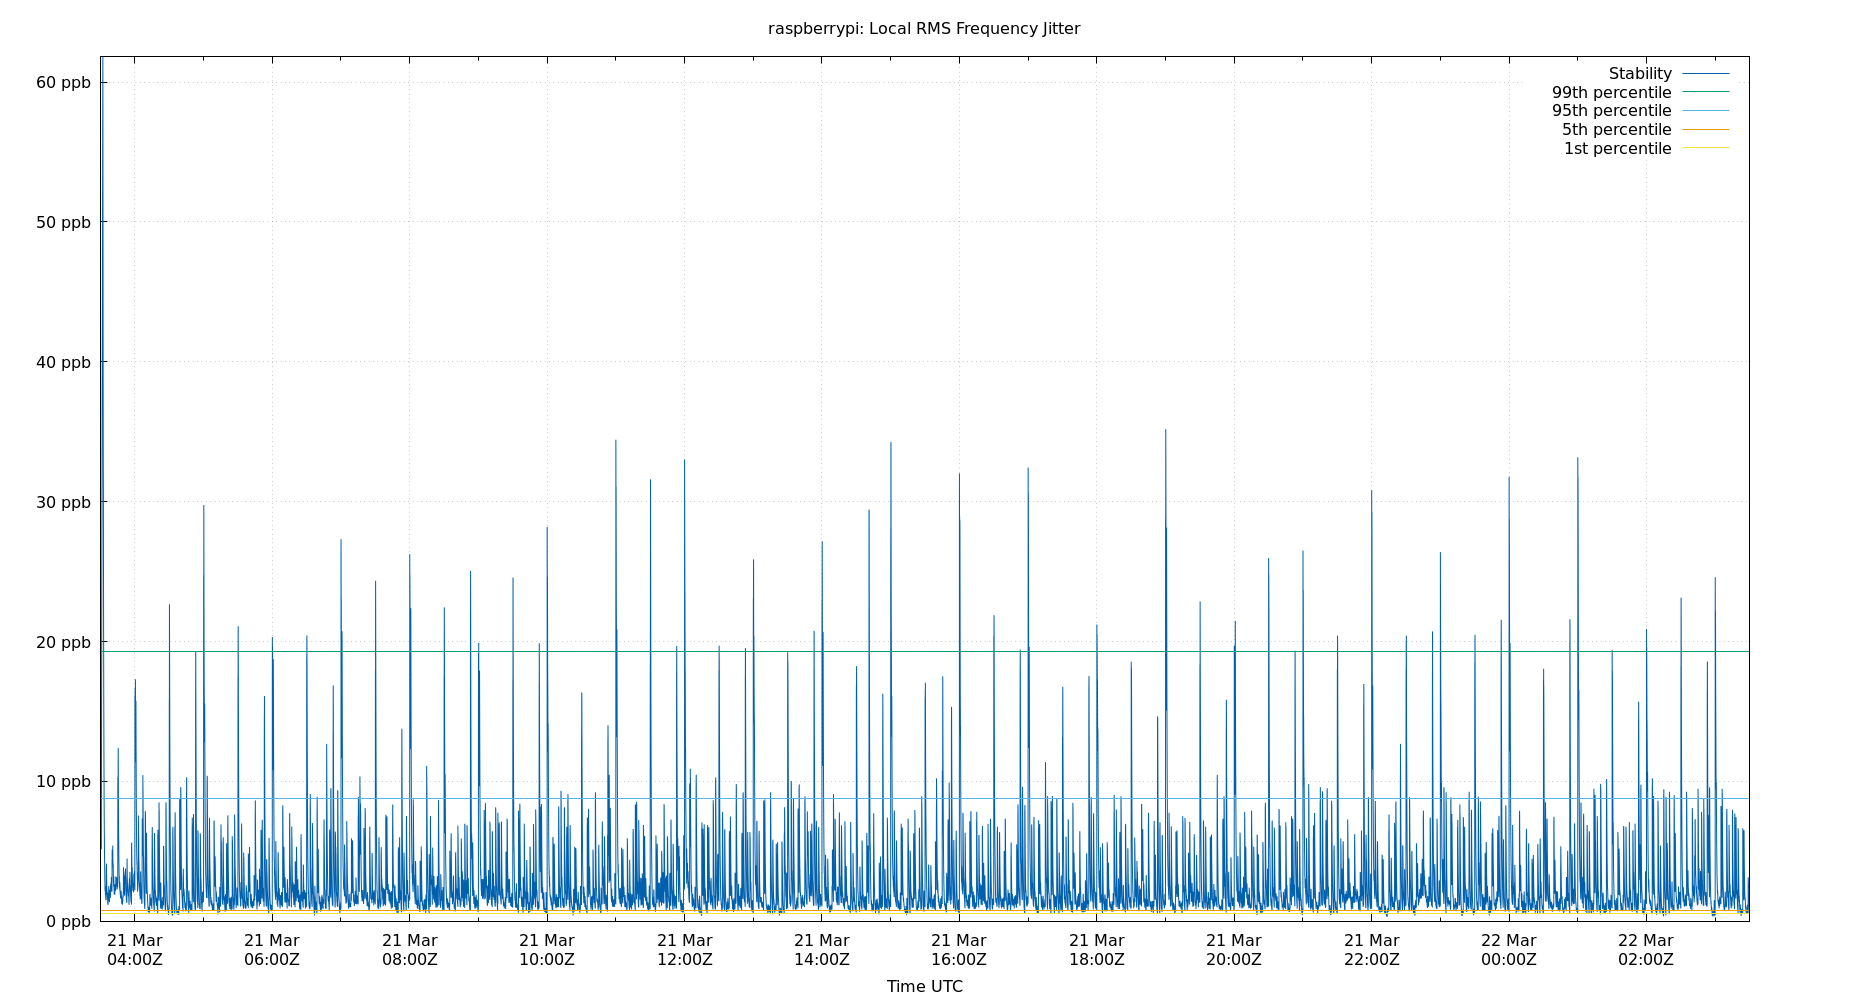 raspberrypi: Local RMS Frequency Jitter
Stability
99th percentile
95th percentile
5th percentile
1st percentile
60 ppb
50 ppb
40 ppb
30 ppb
20 ppb
10 ppb
0 ppb
21 Mar 21 Mar 21 Mar 21 Mar 21 Mar 21 Mar 21 Mar 21 Mar 21 Mar 21 Mar 22 Mar 22 Mar
04:00Z 06:00Z 08:00Z 10:00Z 12:00Z 14:00Z 16:00Z 18:00Z 20:00Z 22:00Z 00:00Z 02:00Z
Time UTC